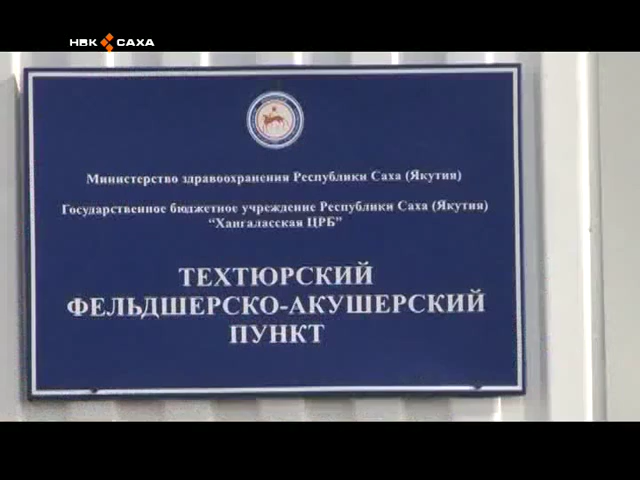 НВК САХА
Министерство здравоохранения Республики Саха (Якутия)
Государственное бюджетное учреждение Республики Саха (Якутия)
“Хангаласская ЦРБ”
ТЕХТЮРСКИЙ
ФЕЛЬДШЕРСКО-АКУШЕРСКИЙ
ПУНКТ